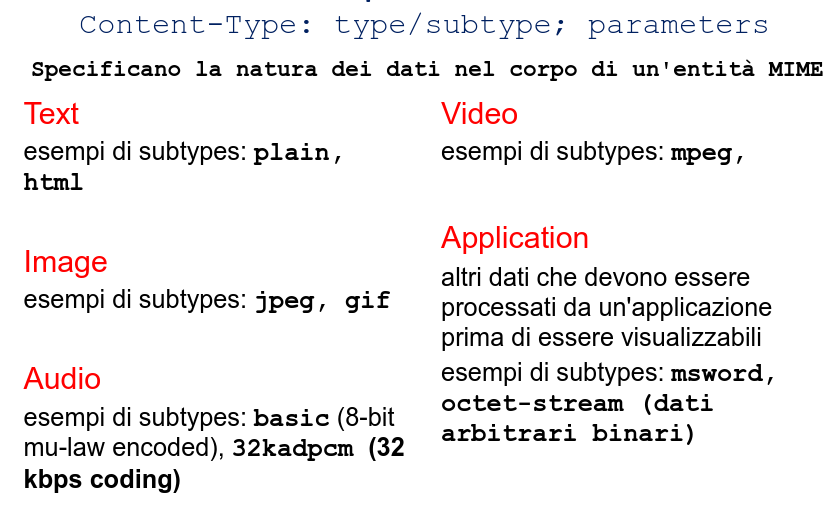 Content-Type: type/subtype; parameters
Specificano la natura dei dati nel corpo di un'entità MIME
Text
esempi di subtypes: plain,
html
Image
esempi di subtypes: jpeg, gif
Audio
esempi di subtypes: basic (8-bit
mu-law encoded), 32kadpcm (32
kbps coding)
Video
esempi di subtypes: mpeg,
Application
altri dati che devono essere
processati da un'applicazione
prima di essere visualizzabili
esempi di subtypes: msword,
octet-stream (dati
arbitrari binari)